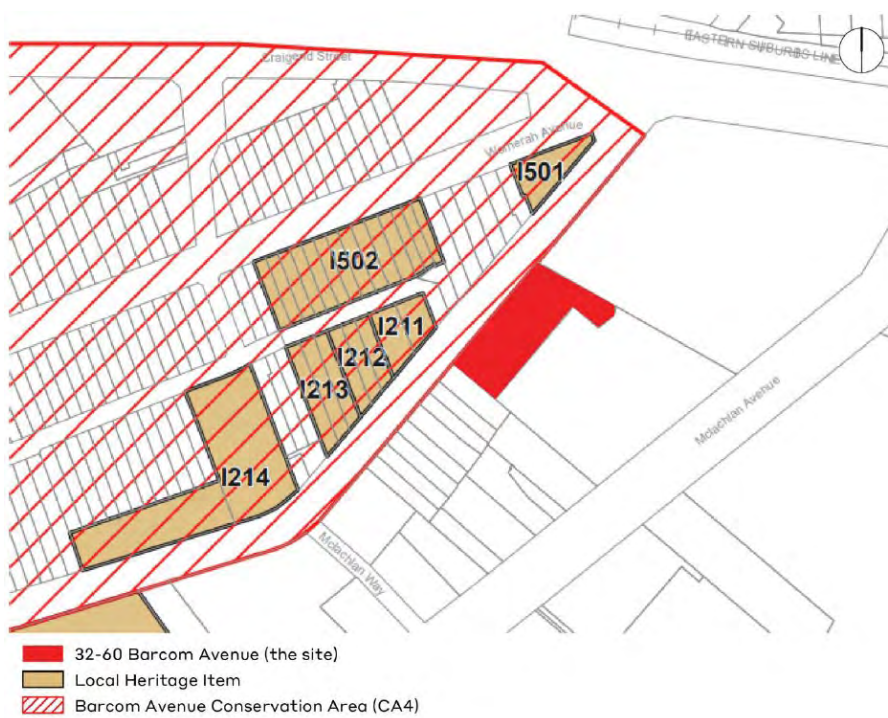 EASTERN SUBURBS LINE
Craigend Street
Womerah Avenue
I501
I502
I211
I212
I213
I214
Mclachlan Avenue
Mclachlan Way
32-60 Barcom Avenue (the site)
Local Heritage Item
Barcom Avenue Conservation Area (CA4)